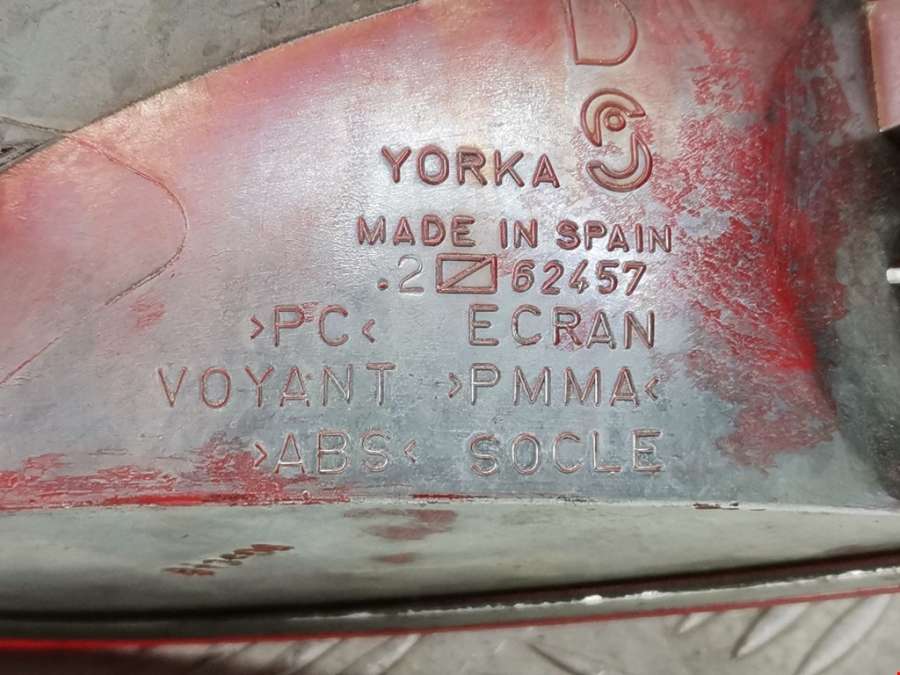 D
YORKA
MADE IN SPAIN
.2 62457
>PC< ECRAN
VOYANT >PMMA<
>ABS< SOCLE